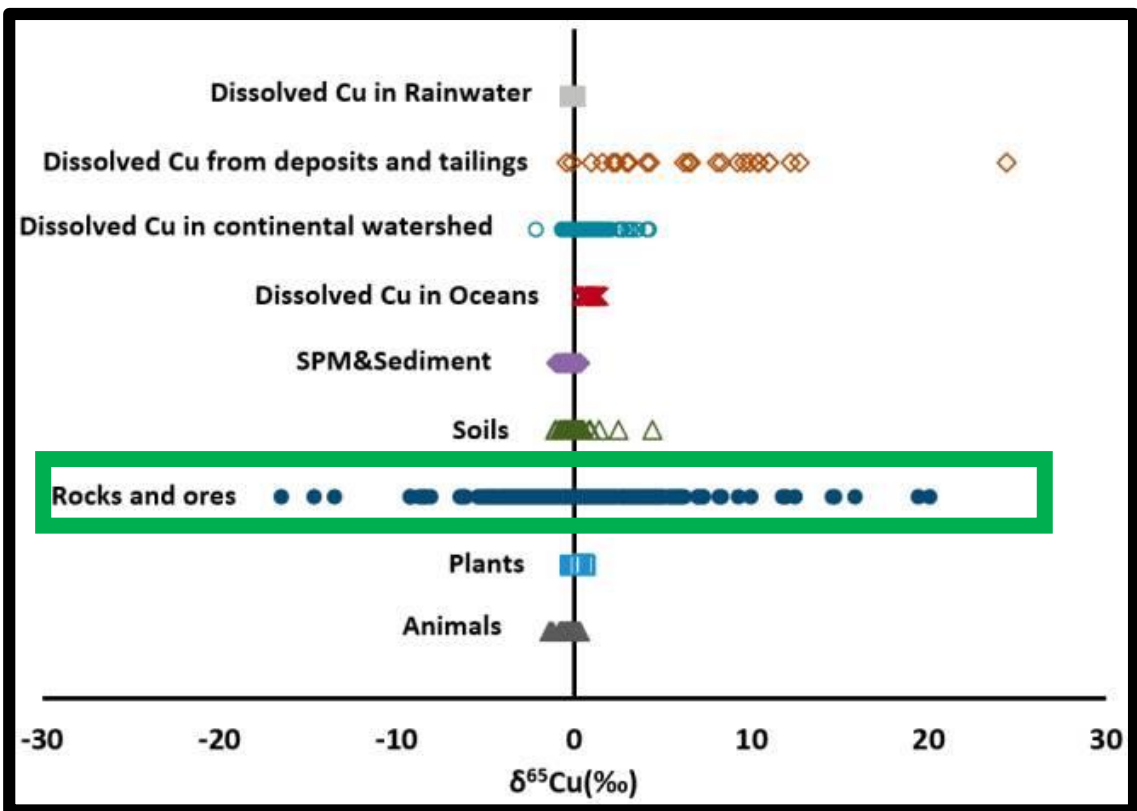 Dissolved Cu in Rainwater
Dissolved Cu from deposits and tailings
Dissolved Cu in continental watershed
Dissolved Cu in Oceans
SPM&Sediment
Soils
Rocks and ores
Plants
Animals
-30 -20 -10 0 10 20 30
δ⁶⁵Cu(‰)